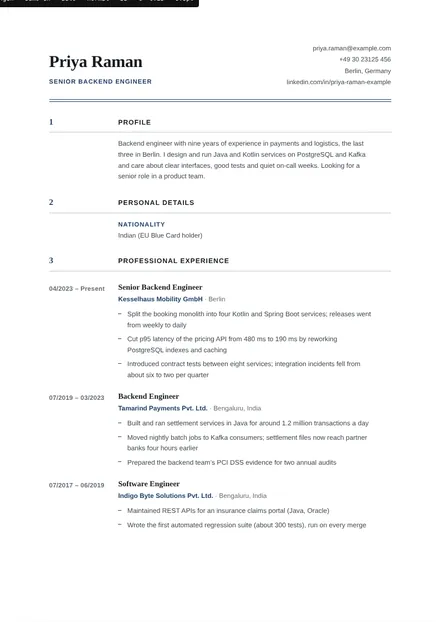 Priya Raman
SENIOR BACKEND ENGINEER
priya.raman@example.com
+49 30 23125 456
Berlin, Germany
linkedin.com/in/priya-raman-example
1 PROFILE
Backend engineer with nine years of experience in payments and logistics, the last
three in Berlin. I design and run Java and Kotlin services on PostgreSQL and Kafka
and care about clear interfaces, good tests and quiet on-call weeks. Looking for a
senior role in a product team.
2 PERSONAL DETAILS
NATIONALITY
Indian (EU Blue Card holder)
3 PROFESSIONAL EXPERIENCE
04/2023 – Present Senior Backend Engineer
Kesselhaus Mobility GmbH · Berlin
– Split the booking monolith into four Kotlin and Spring Boot services; releases went
from weekly to daily
– Cut p95 latency of the pricing API from 480 ms to 190 ms by reworking
PostgreSQL indexes and caching
– Introduced contract tests between eight services; integration incidents fell from
about six to two per quarter
07/2019 – 03/2023 Backend Engineer
Tamarind Payments Pvt. Ltd. · Bengaluru, India
– Built and ran settlement services in Java for around 1.2 million transactions a day
– Moved nightly batch jobs to Kafka consumers; settlement files now reach partner
banks four hours earlier
– Prepared the backend team's PCI DSS evidence for two annual audits
07/2017 – 06/2019 Software Engineer
Indigo Byte Solutions Pvt. Ltd. · Bengaluru, India
– Maintained REST APIs for an insurance claims portal (Java, Oracle)
– Wrote the first automated regression suite (about 300 tests), run on every merge